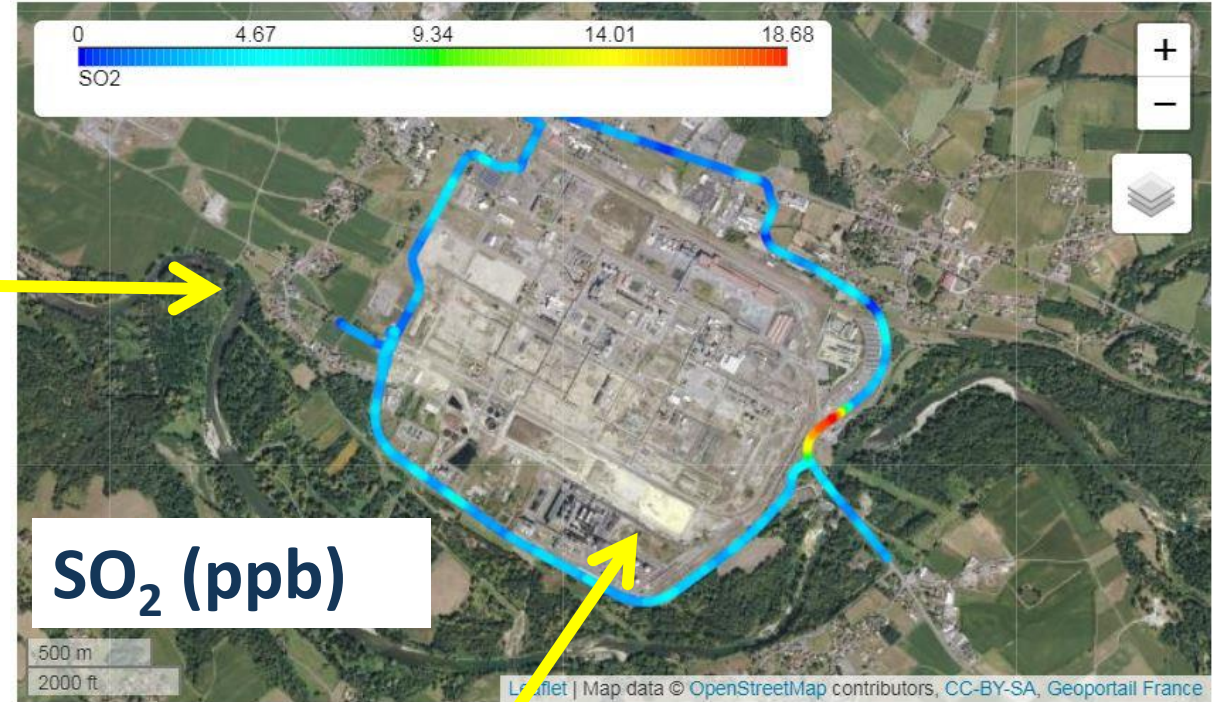 0 4.67 9.34 14.01 18.68
SO2
+
−
SO₂ (ppb)
500 m
2000 ft
Leaflet | Map data © OpenStreetMap contributors, CC-BY-SA, Geoportail France